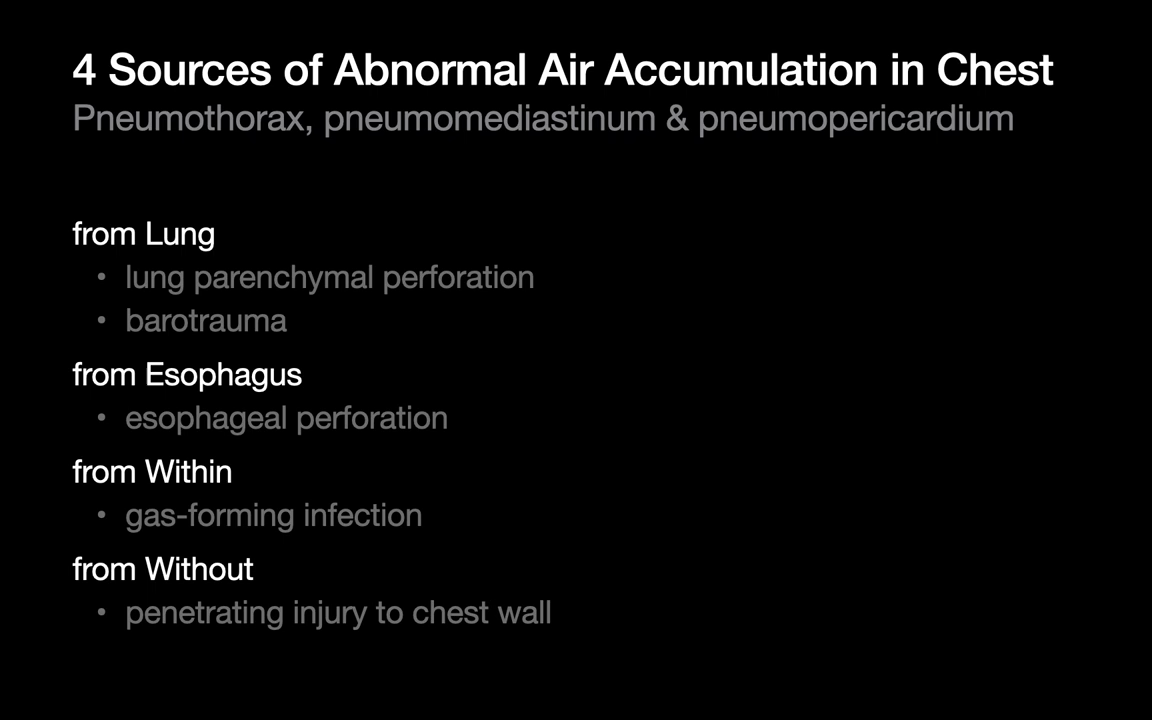 4 Sources of Abnormal Air Accumulation in Chest
Pneumothorax, pneumomediastinum & pneumopericardium
from Lung
• lung parenchymal perforation
• barotrauma
from Esophagus
• esophageal perforation
from Within
• gas-forming infection
from Without
• penetrating injury to chest wall